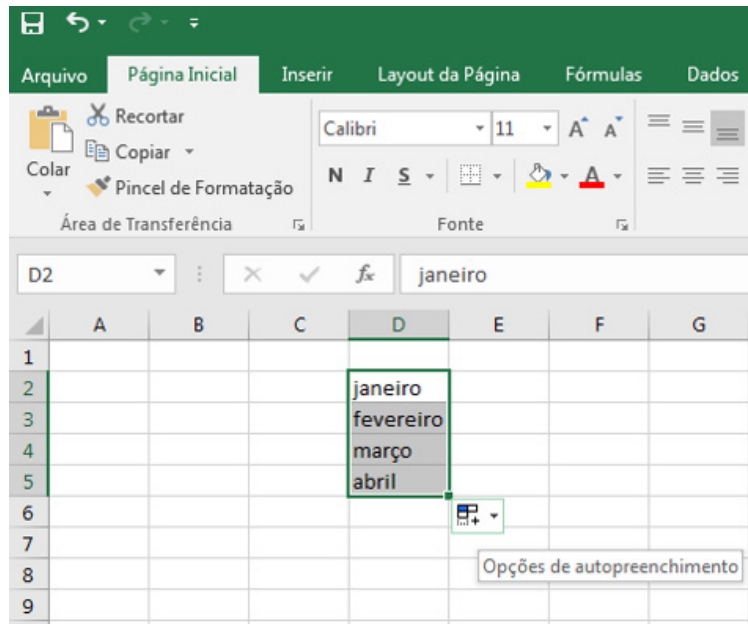 Arquivo Página Inicial Inserir Layout da Página Fórmulas Dados
Colar
Recortar
Copiar
Pincel de Formatação
Área de Transferência
Calibri 11 A A
N I S A
Fonte
D2 fx janeiro
A B C D E F G
1
2 janeiro
3 fevereiro
4 março
5 abril
6
7
8 Opções de autopreenchimento
9